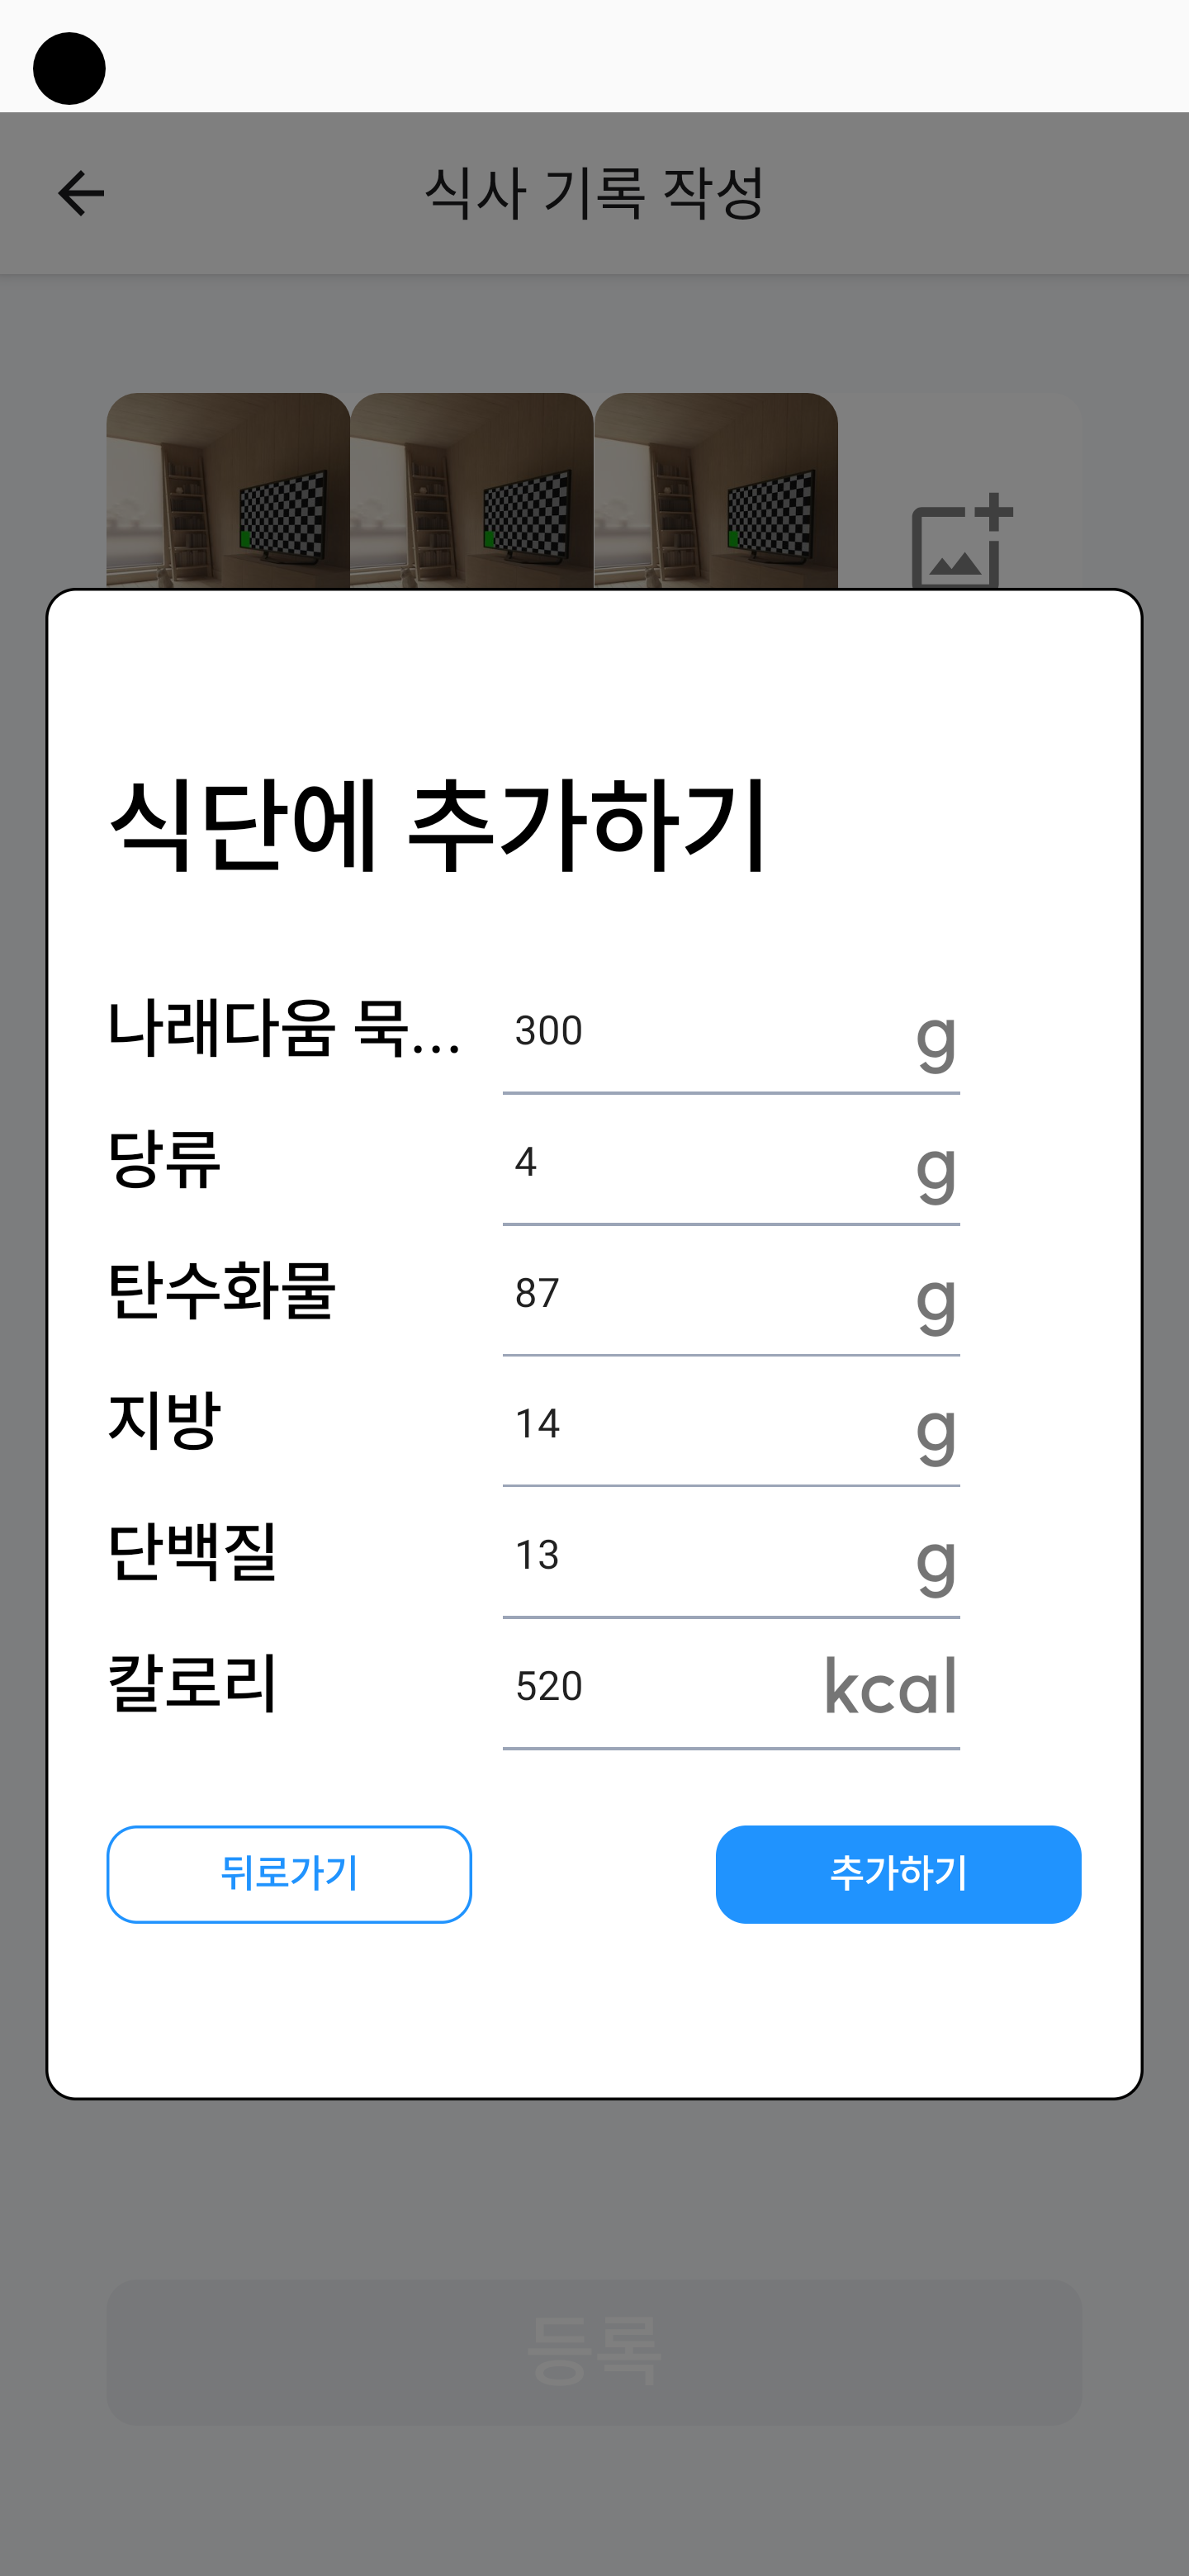 식사 기록 작성
식단에 추가하기
나래다움 묵... 300 g
당류 4 g
탄수화물 87 g
지방 14 g
단백질 13 g
칼로리 520 kcal
뒤로가기 추가하기
등록